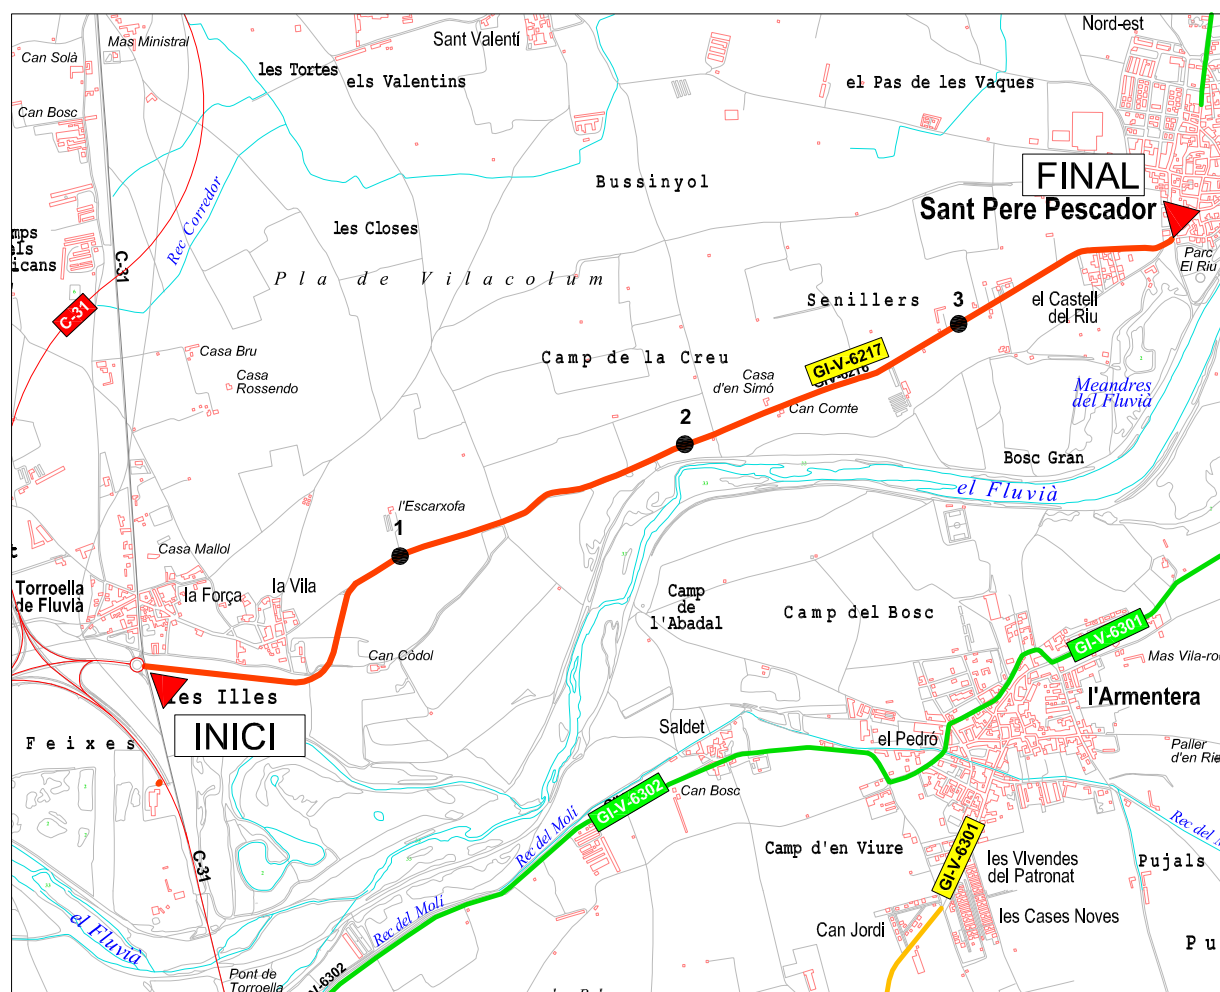 Nord-est
Mas Ministral
Sant Valentí
Can Solà
les Tortes
els Valentins
el Pas de les Vaques
Can Bosc
FINAL
Bussinyol
Sant Pere Pescador
Rec Corredor
les Closes
Parc
El Riu
C-31
Pla de Vilacolum
C-31
Senillers
3
el Castell
del Riu
Casa Bru
Camp de la Creu
GI-V-6217
Casa
Rossendo
Casa
d'en Simó
Can Comte
Meandres
del Fluvià
2
Bosc Gran
el Fluvià
l'Escarxofa
1
Casa Mallol
Torroella
de Fluvià
la Força
la Vila
Camp
de
l'Abadal
Camp del Bosc
GI-V-6301
Can Còdol
Mas Vila-ro
les Illes
l'Armentera
INICI
Saldet
Feixes
el Pedró
Paller
d'en Rie
GI-V-6302
Can Bosc
Rec del Molí
Rec del M
C-31
Camp d'en Viure
GI-V-6301
les Vivendes
del Patronat
Pujals
el Fluvià
Rec del Molí
Can Jordi
les Cases Noves
Pu
Pont de
Torroella
I-6302